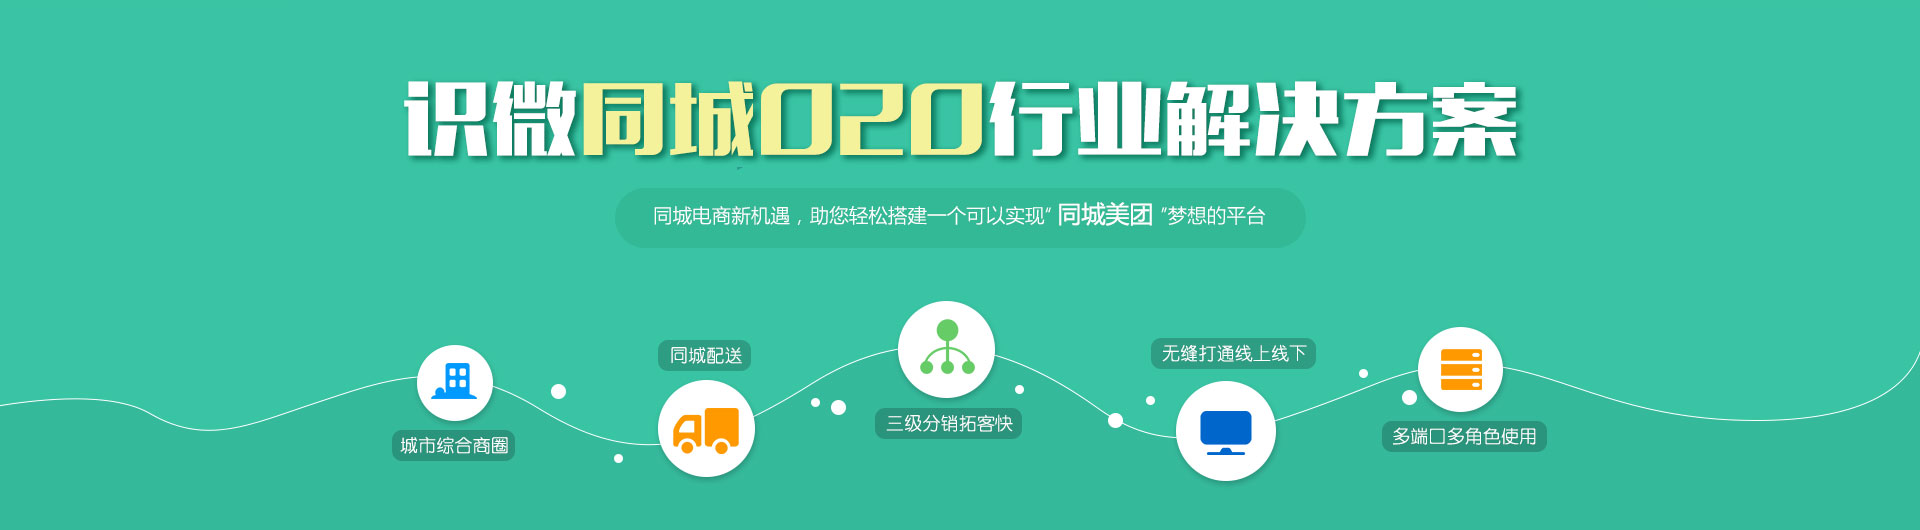 识微同城O2O行业解决方案
同城电商新机遇，助您轻松搭建一个可以实现“同城美团”梦想的平台
城市综合商圈
同城配送
三级分销拓客快
无缝打通线上线下
多端口多角色使用